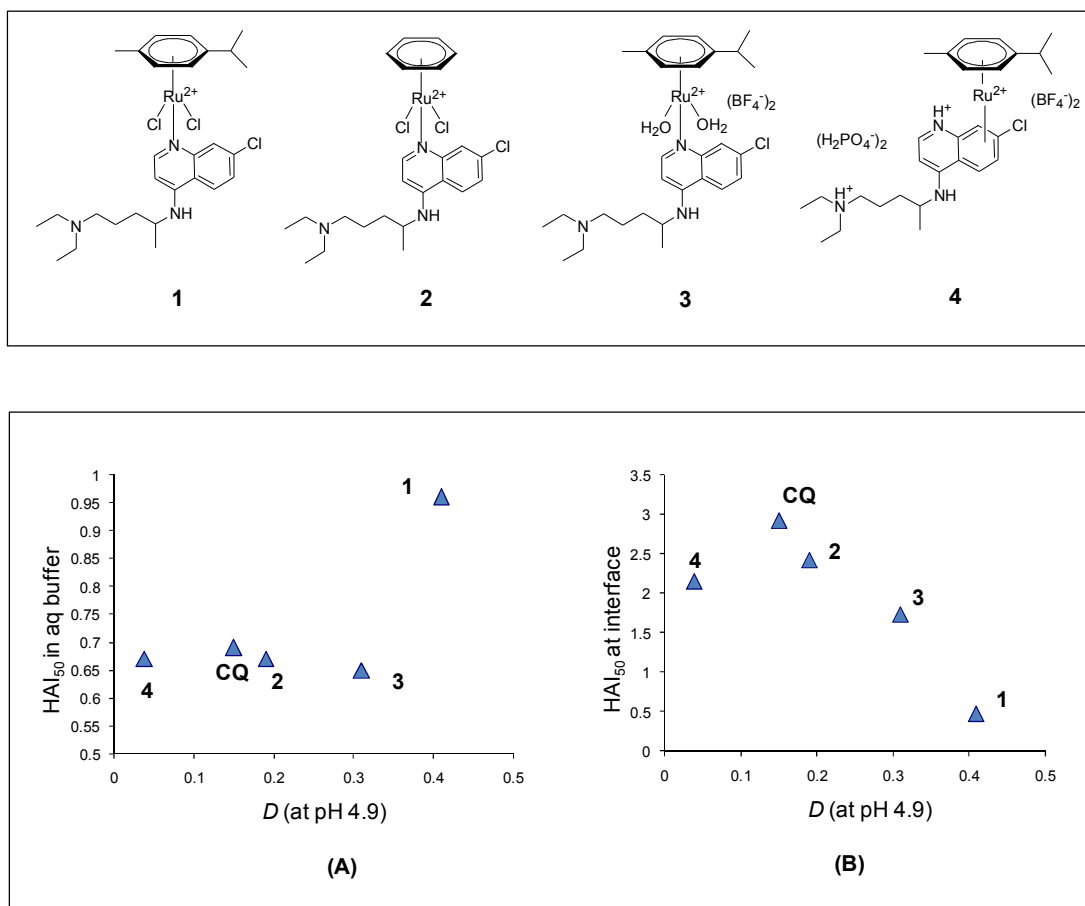 Ru2+
Cl Cl
N
Cl
NH
N
1
Ru2+
Cl Cl
N
Cl
NH
N
2
Ru2+
(BF4-)2
H2O OH2
N
Cl
NH
N
3
Ru2+
(BF4-)2
H+
N
Cl
(H2PO4-)2
NH
H+
N
4
HAI50 in aq buffer
1
0.95
0.9
0.85
0.8
0.75
0.7
0.65
0.6
0.55
0.5
0 0.1 0.2 0.3 0.4 0.5
1
4
CQ
2
3
D (at pH 4.9)
(A)
HAI50 at interface
3.5
3
2.5
2
1.5
1
0.5
0
0 0.1 0.2 0.3 0.4 0.5
CQ
4
2
3
1
D (at pH 4.9)
(B)